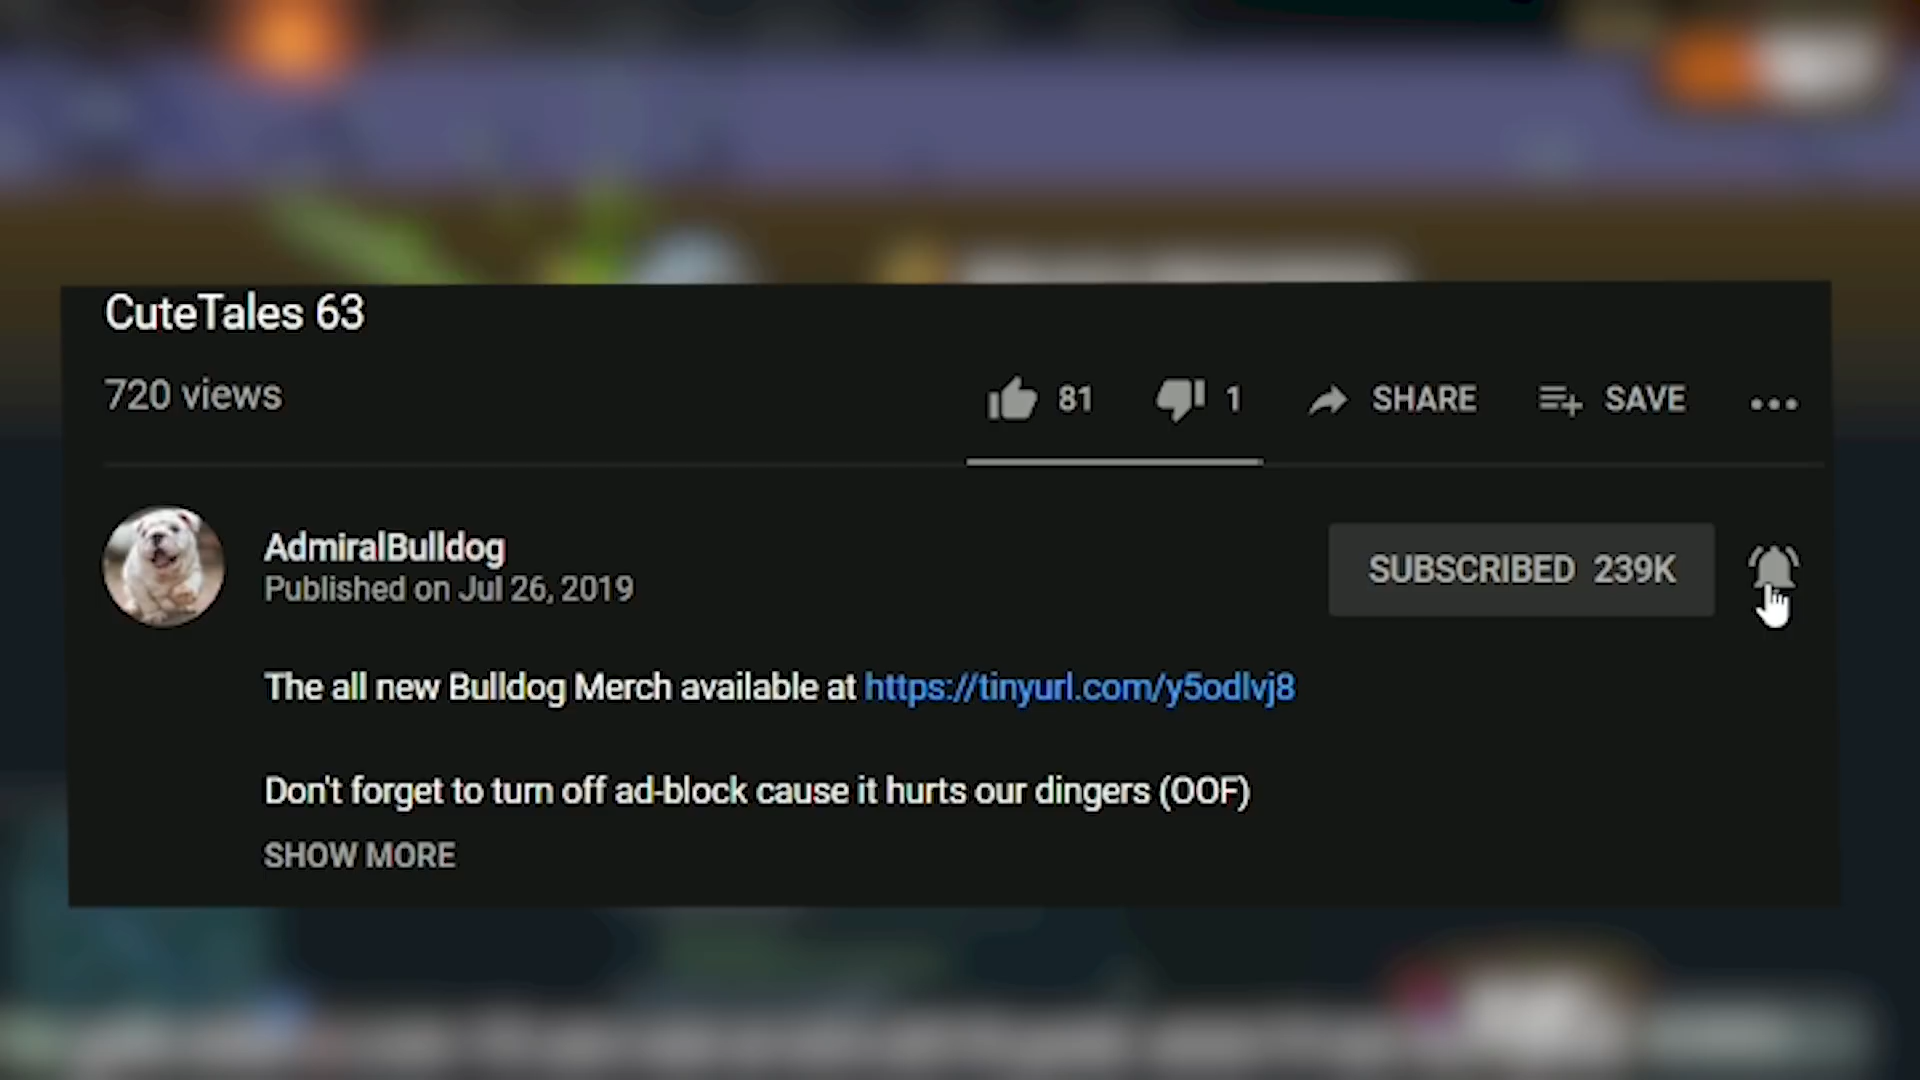 CuteTales 63
720 views
81
1
SHARE
SAVE
AdmiralBulldog
Published on Jul 26, 2019
SUBSCRIBED 239K
The all new Bulldog Merch available at https://tinyurl.com/y5odlvj8
Don't forget to turn off ad-block cause it hurts our dingers (OOF)
SHOW MORE